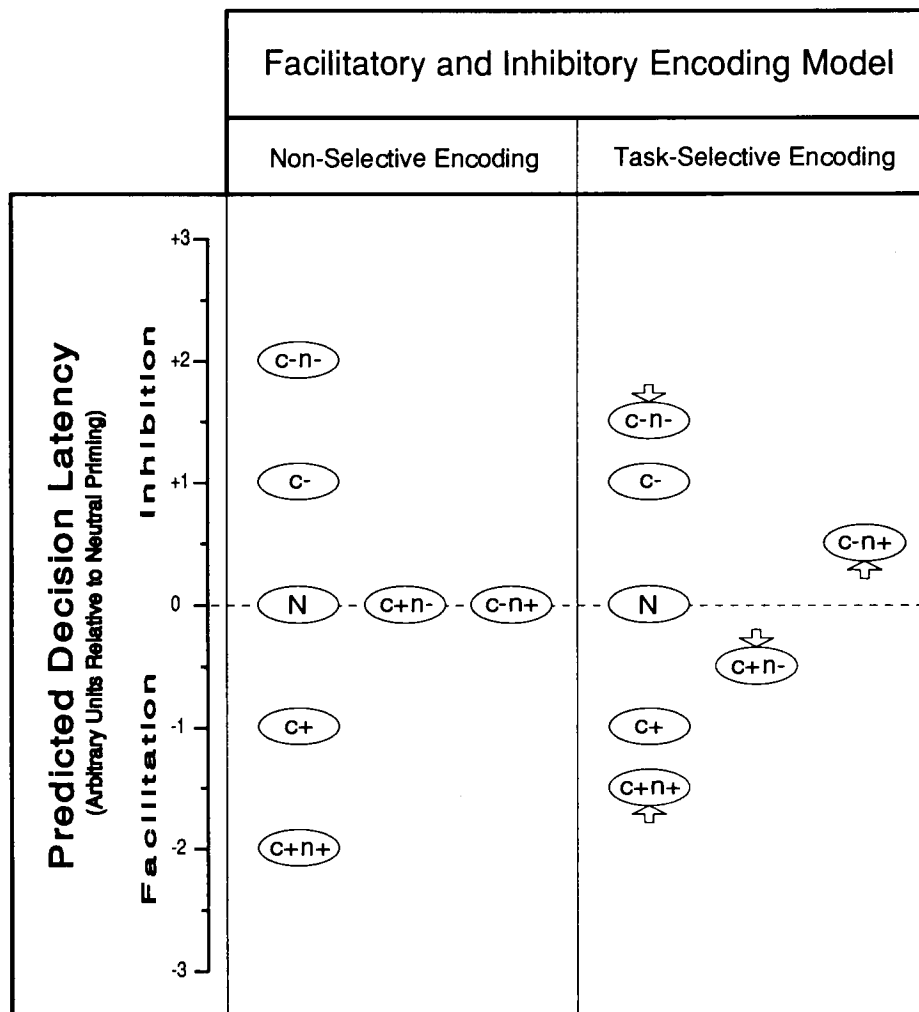 Facilitatory and Inhibitory Encoding Model
Non-Selective Encoding
Task-Selective Encoding
Predicted Decision Latency
(Arbitrary Units Relative to Neutral Priming)
Inhibition
Facilitation
+3
+2
+1
0
-1
-2
-3
c-n-
c-
N
c+n-
c-n+
c+
c+n+
c-n-
c-
c-n+
N
c+n-
c+
c+n+